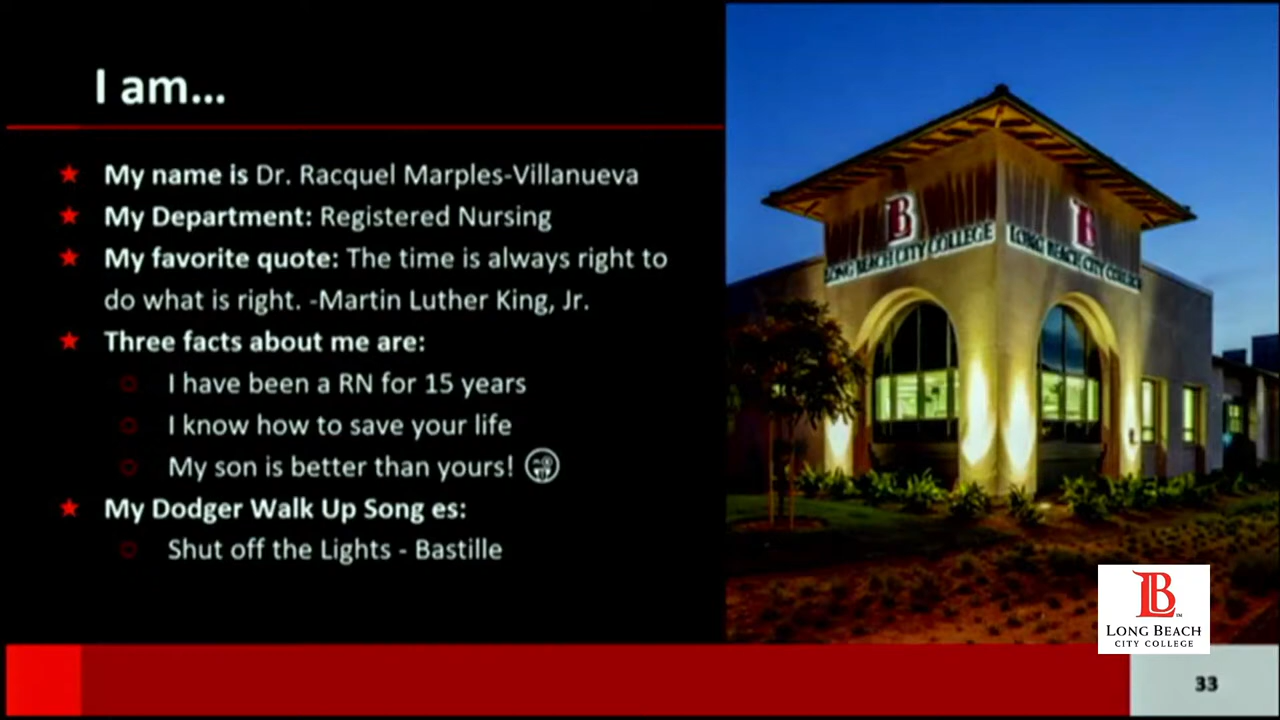 I am...
My name is Dr. Racquel Marples-Villanueva
My Department: Registered Nursing
My favorite quote: The time is always right to
do what is right. -Martin Luther King, Jr.
Three facts about me are:
I have been a RN for 15 years
I know how to save your life
My son is better than yours! 😜
My Dodger Walk Up Song es:
Shut off the Lights - Bastille
LB
LONG BEACH CITY COLLEGE
LB
LONG BEACH CITY COLLEGE
LB™
LONG BEACH
CITY COLLEGE
33